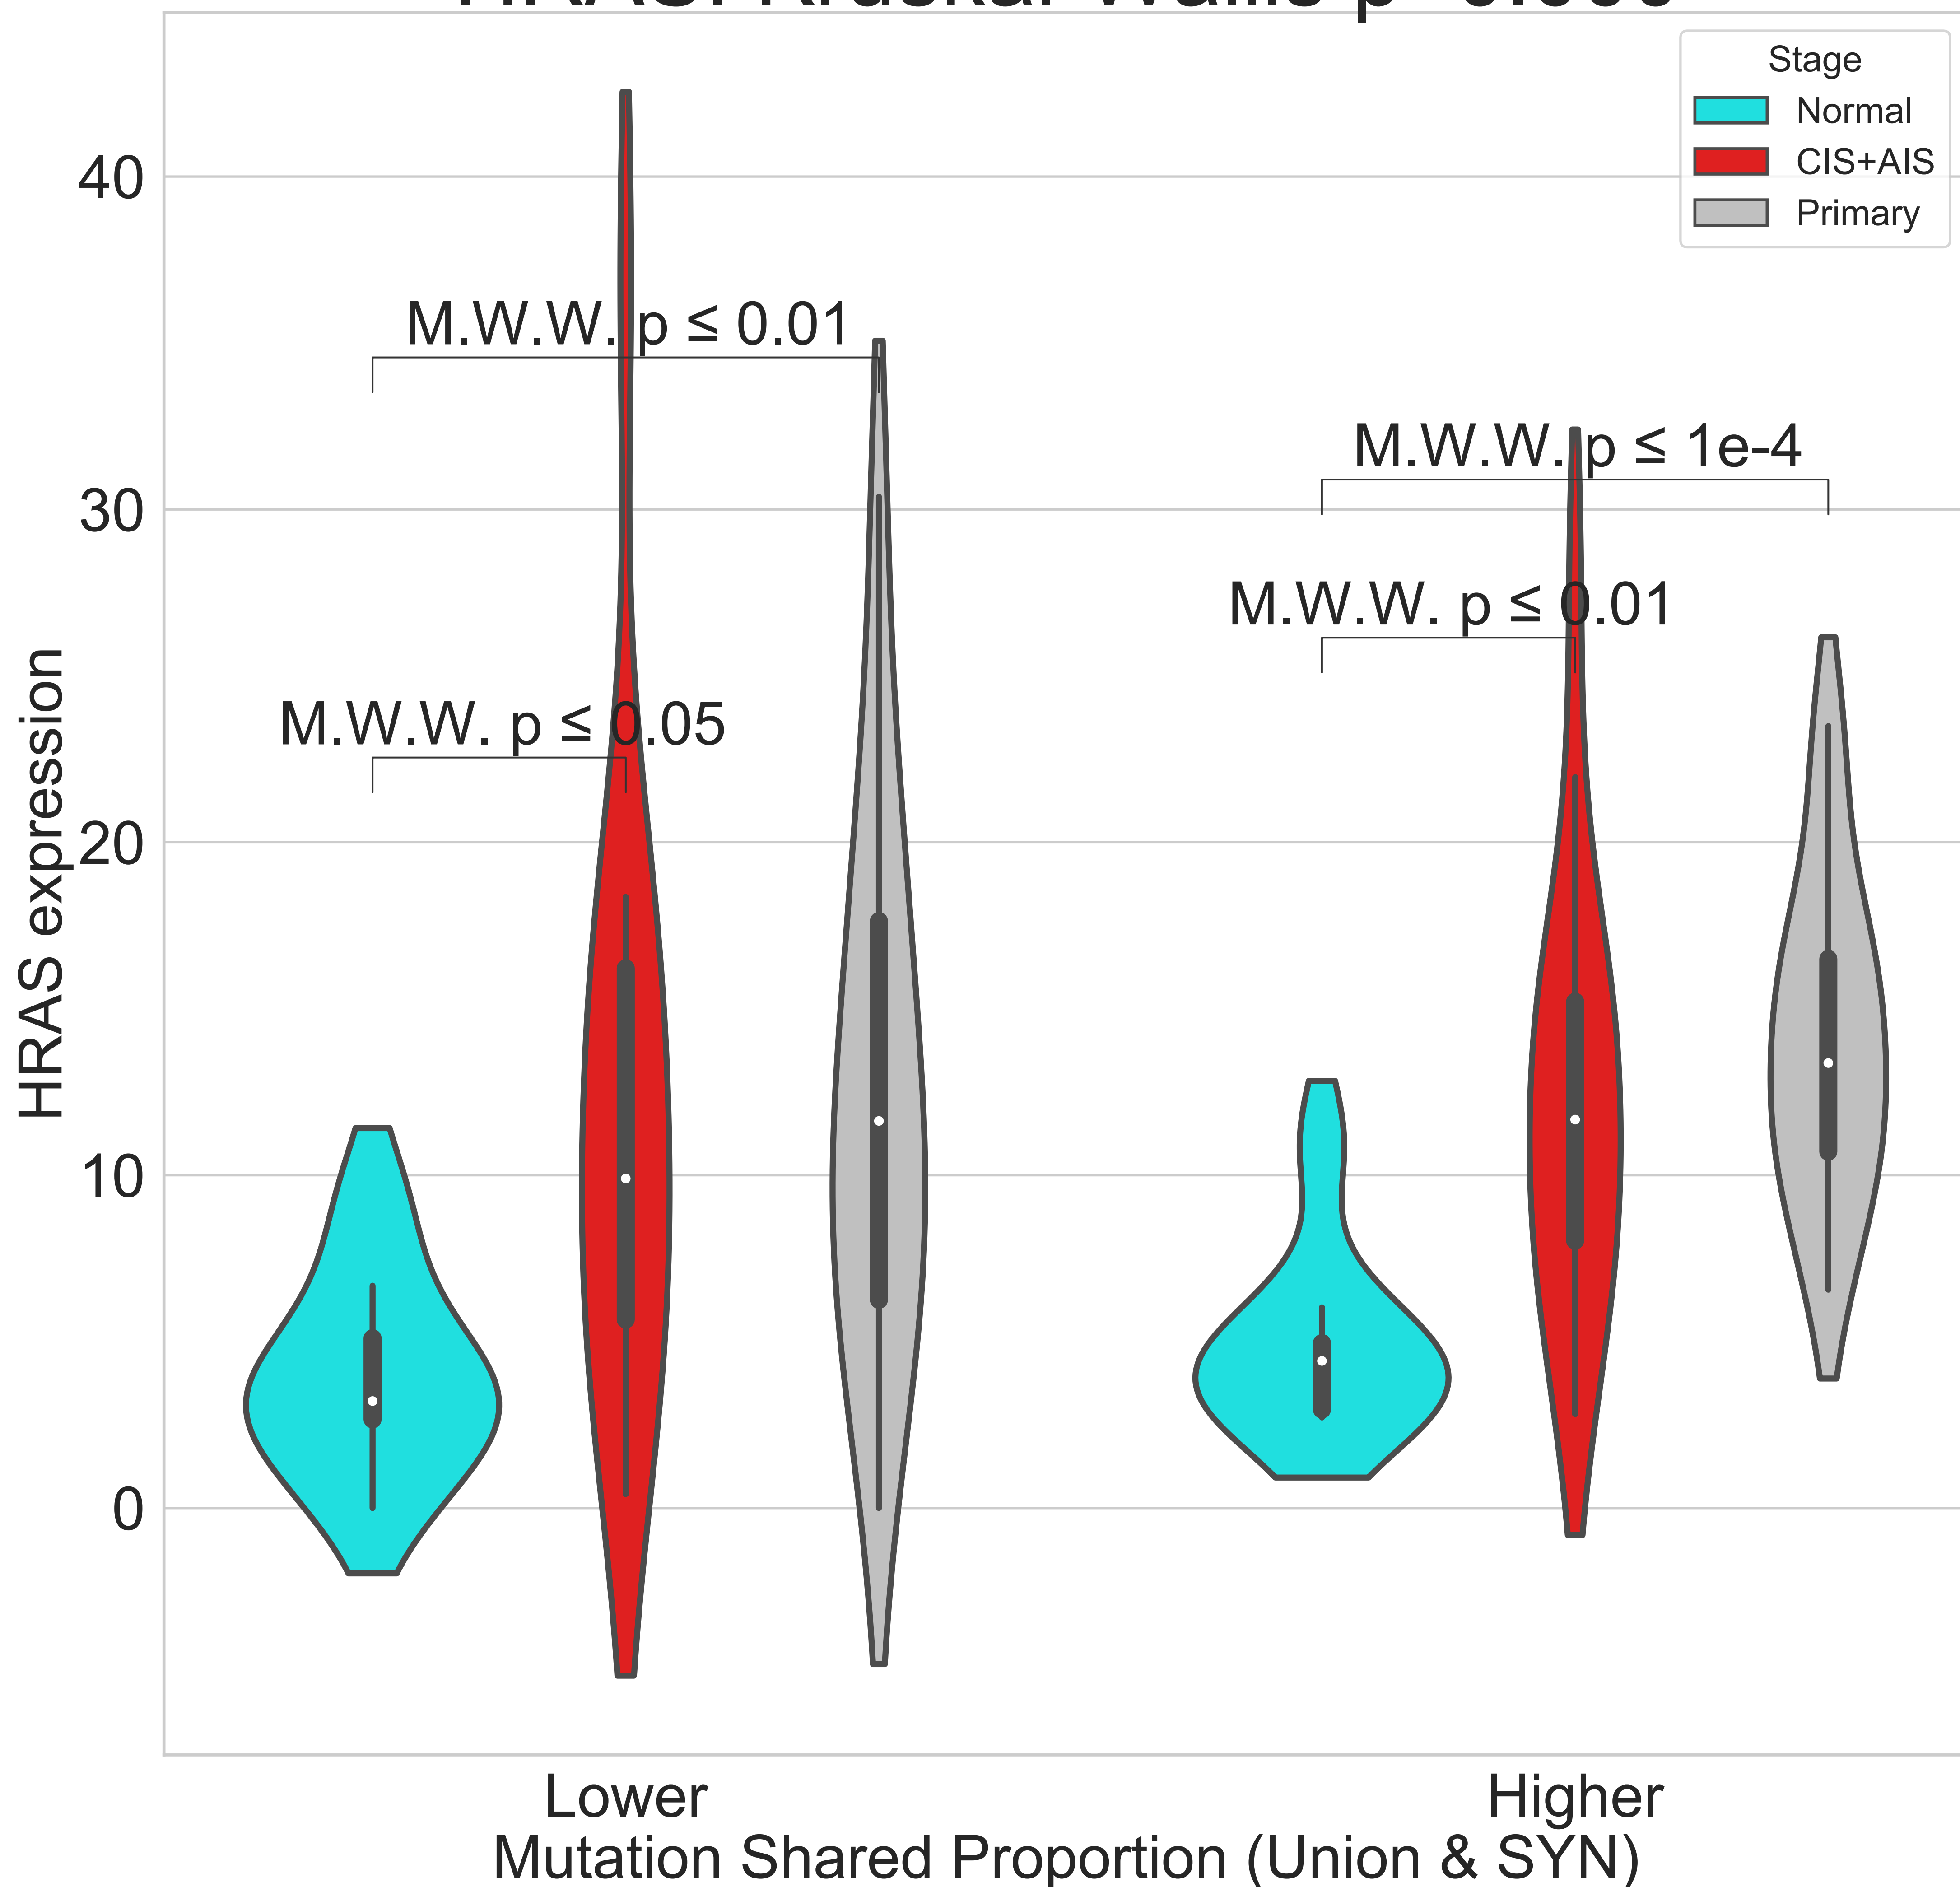 Stage
Normal
CIS+AIS
Primary
40
30
20
10
0
HRAS expression
M.W.W. p ≤ 0.01
M.W.W. p ≤ 1e-4
M.W.W. p ≤ 0.01
M.W.W. p ≤ 0.05
Lower
Higher
Mutation Shared Proportion (Union & SYN)